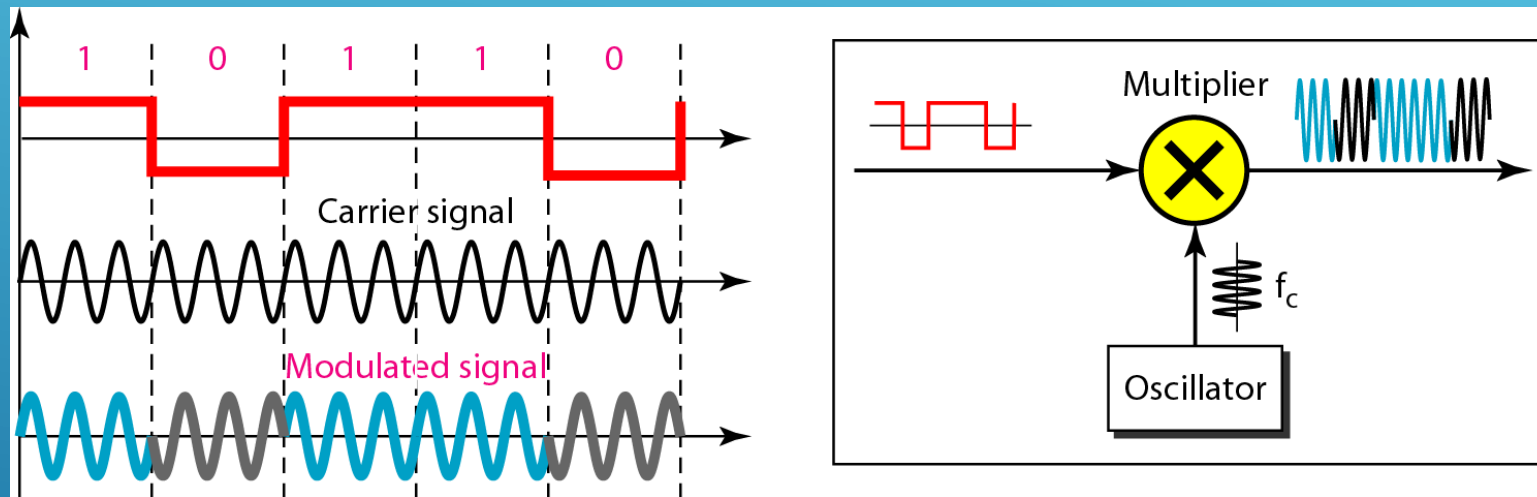 1 0 1 1 0
Carrier signal
Modulated signal
Multiplier
fc
Oscillator